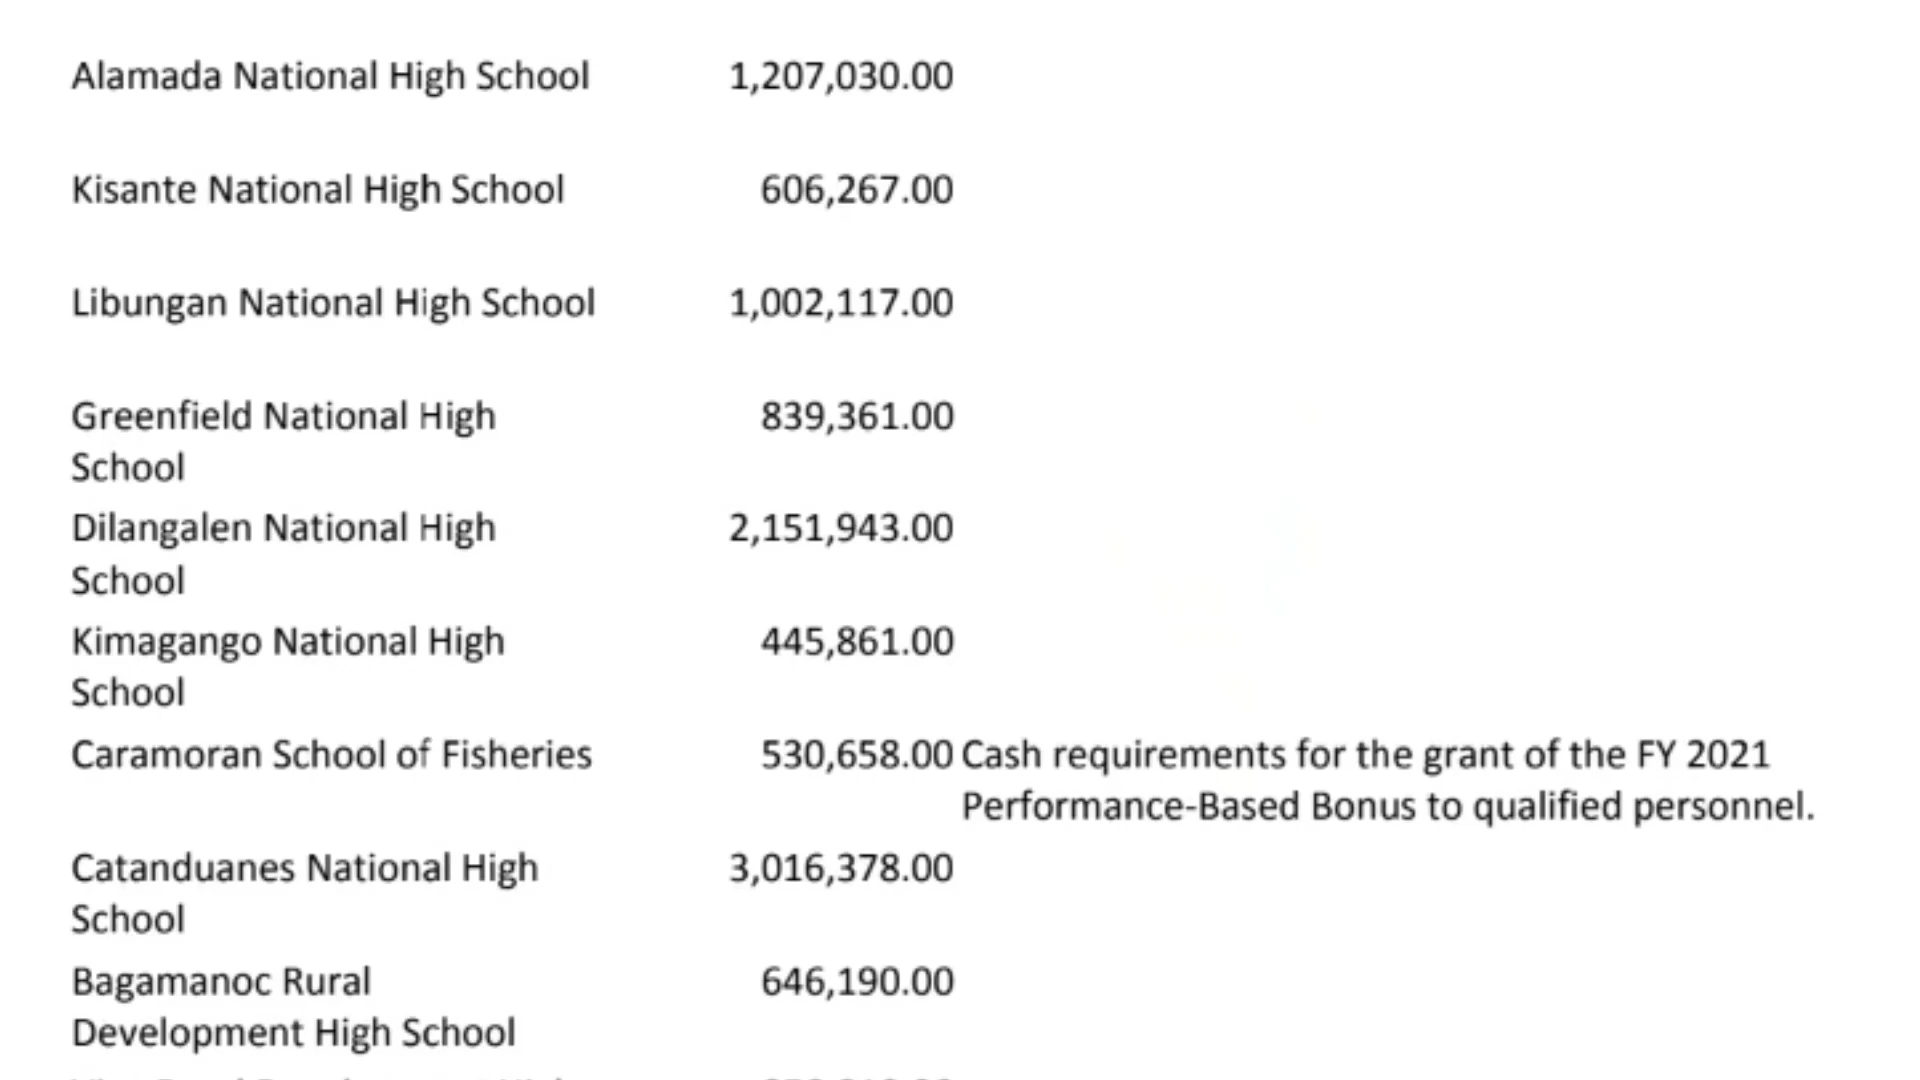 Alamada National High School 1,207,030.00
Kisante National High School 606,267.00
Libungan National High School 1,002,117.00
Greenfield National High 839,361.00
School
Dilangalen National High 2,151,943.00
School
Kimagango National High 445,861.00
School
Caramoran School of Fisheries 530,658.00 Cash requirements for the grant of the FY 2021
Performance-Based Bonus to qualified personnel.
Catanduanes National High 3,016,378.00
School
Bagamanoc Rural 646,190.00
Development High School